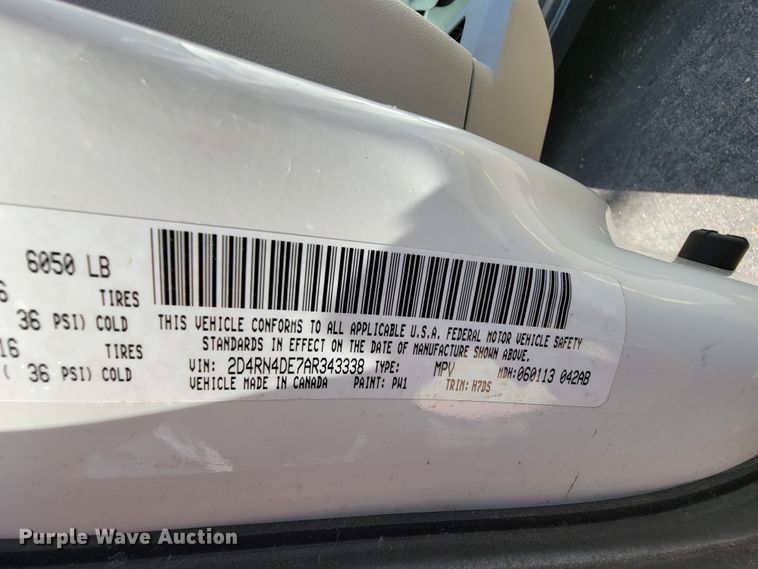 6050 LB
TIRES
36 PSI) COLD
16 TIRES
( 36 PSI) COLD
THIS VEHICLE CONFORMS TO ALL APPLICABLE U.S.A. FEDERAL MOTOR VEHICLE SAFETY
STANDARDS IN EFFECT ON THE DATE OF MANUFACTURE SHOWN ABOVE.
VIN: 2D4RN4DE7AR343338 TYPE: MPV MDH:060113 042AB
VEHICLE MADE IN CANADA PAINT: PW1 TRIM: H7DS
Purple Wave Auction